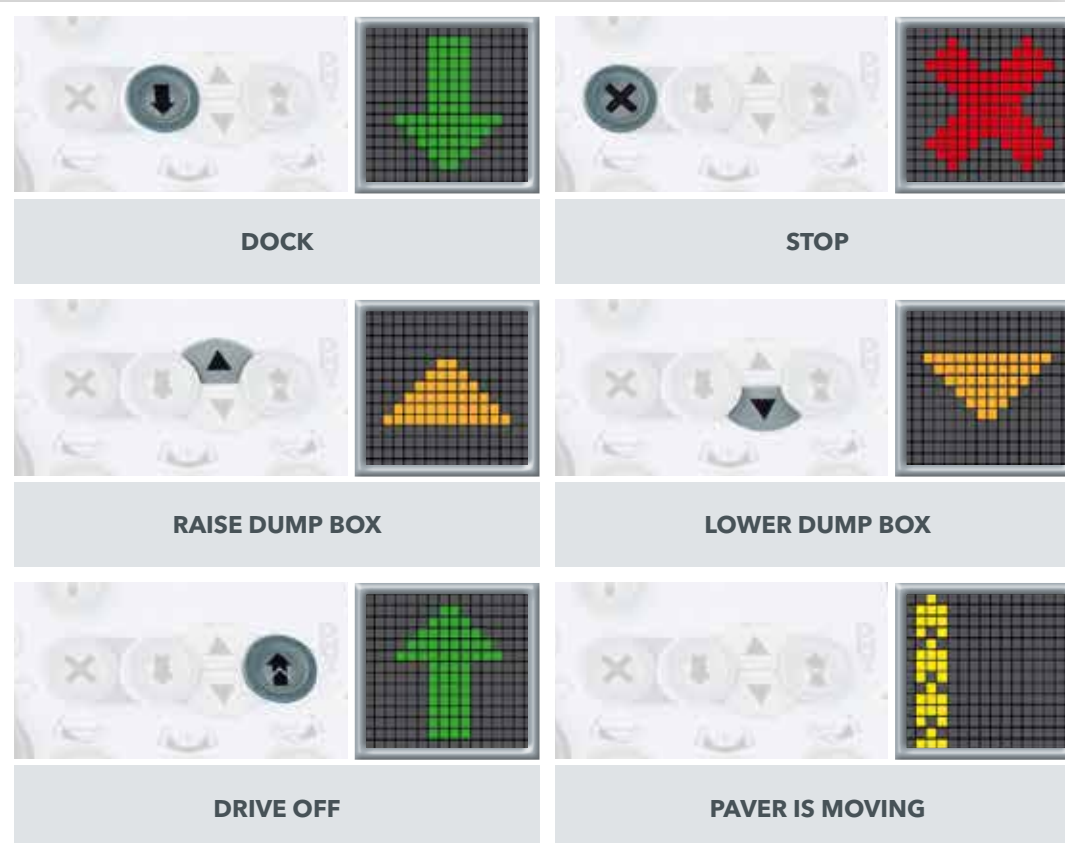 DOCK
STOP
RAISE DUMP BOX
LOWER DUMP BOX
DRIVE OFF
PAVER IS MOVING